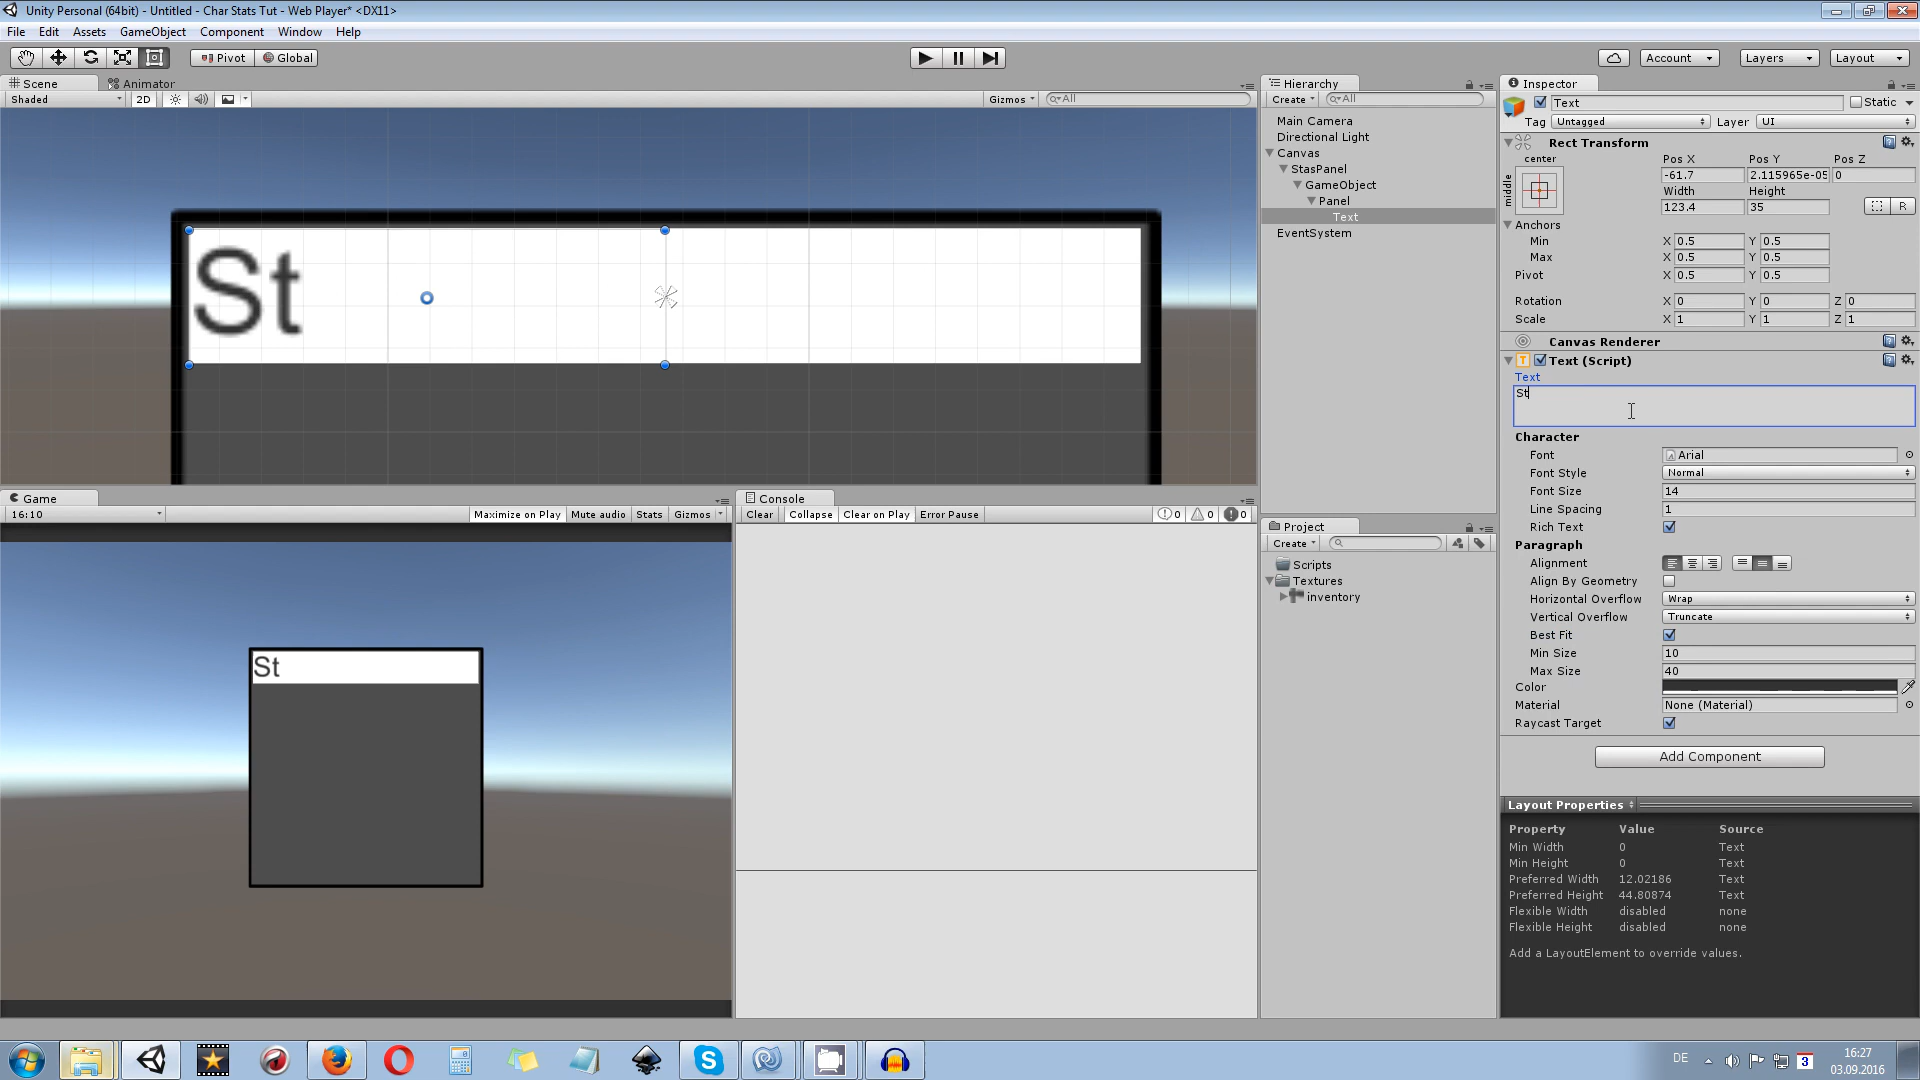 Unity Personal (64bit) - Untitled - Char Stats Tut - Web Player* <DX11>
File Edit Assets GameObject Component Window Help
Pivot Global Account Layers Layout
Scene Animator
Shaded 2D Gizmos All
St
Game
16:10 Maximize on Play Mute audio Stats Gizmos
St
Console
Clear Collapse Clear on Play Error Pause 0 0 0
Hierarchy
Create All
Main Camera
Directional Light
Canvas
StasPanel
GameObject
Panel
Text
EventSystem
Project
Create
Scripts
Textures
inventory
Inspector
Text Static
Tag Untagged Layer UI
Rect Transform
center
middle
Pos X Pos Y Pos Z
-61.7 2.115965e-05 0
Width Height
123.4 35 R
Anchors
Min X 0.5 Y 0.5
Max X 0.5 Y 0.5
Pivot X 0.5 Y 0.5
Rotation X 0 Y 0 Z 0
Scale X 1 Y 1 Z 1
Canvas Renderer
T Text (Script)
Text
St
Character
Font Arial
Font Style Normal
Font Size 14
Line Spacing 1
Rich Text
Paragraph
Alignment
Align By Geometry
Horizontal Overflow Wrap
Vertical Overflow Truncate
Best Fit
Min Size 10
Max Size 40
Color
Material None (Material)
Raycast Target
Add Component
Layout Properties
Property Value Source
Min Width 0 Text
Min Height 0 Text
Preferred Width 12.02186 Text
Preferred Height 44.80874 Text
Flexible Width disabled none
Flexible Height disabled none
Add a LayoutElement to override values.
DE 3 16:27
03.09.2016